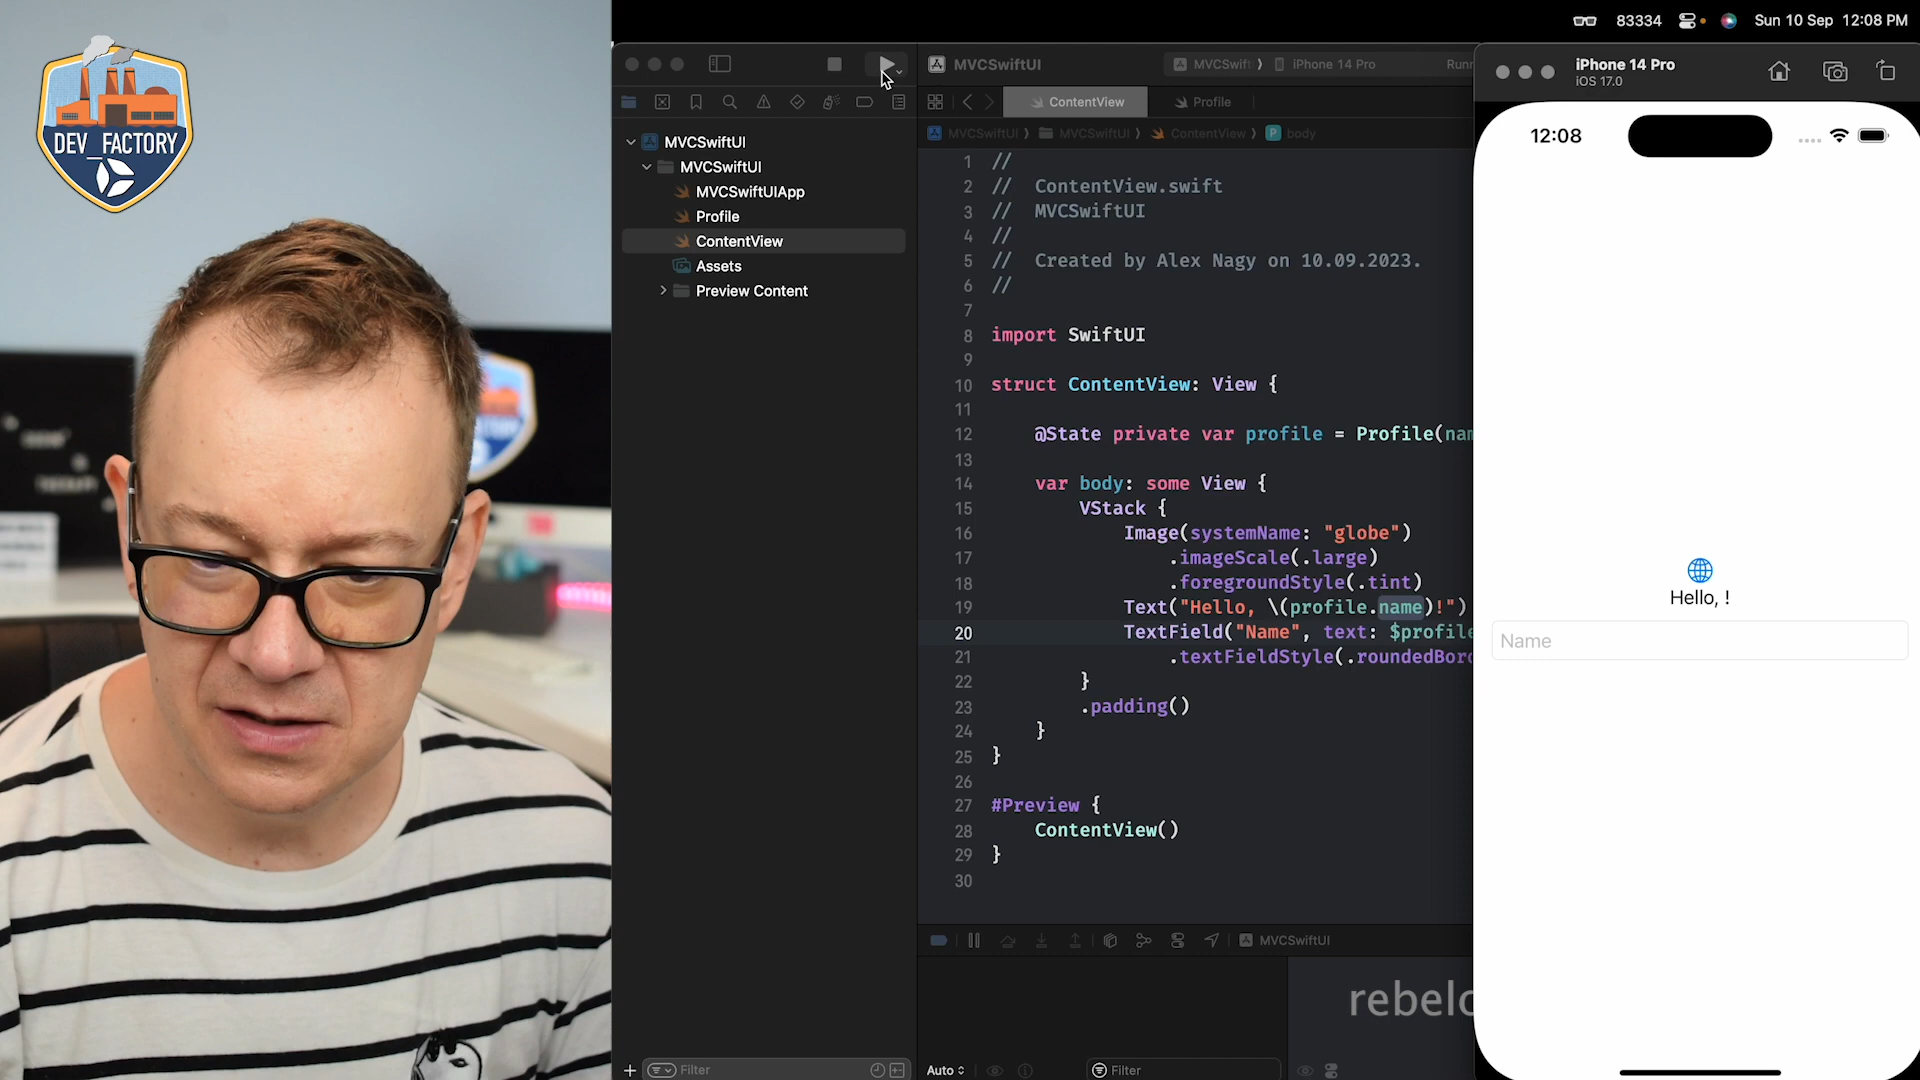 83334
Sun 10 Sep 12:08 PM
DEV FACTORY
MVCSwiftUI
MVCSwift
iPhone 14 Pro
Runn
iPhone 14 Pro
iOS 17.0
ContentView
Profile
MVCSwiftUI
MVCSwiftUI
ContentView
P
body
MVCSwiftUI
MVCSwiftUI
MVCSwiftUIApp
Profile
ContentView
Assets
Preview Content
1 //
2 // ContentView.swift
3 // MVCSwiftUI
4 //
5 // Created by Alex Nagy on 10.09.2023.
6 //
7
8 import SwiftUI
9
10 struct ContentView: View {
11
12 @State private var profile = Profile(nam
13
14 var body: some View {
15 VStack {
16 Image(systemName: "globe")
17 .imageScale(.large)
18 .foregroundStyle(.tint)
19 Text("Hello, \(profile.name)!")
20 TextField("Name", text: $profile
21 .textFieldStyle(.roundedBord
22 }
23 .padding()
24 }
25 }
26
27 #Preview {
28 ContentView()
29 }
30
12:08
Hello, !
Name
MVCSwiftUI
rebelo
Filter
Auto
Filter